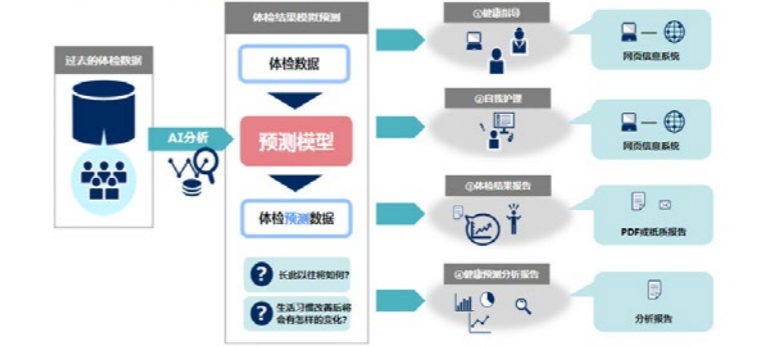 过去的体检数据
AI分析
体检结果模拟预测
体检数据
预测模型
体检预测数据
? 长此以往将如何?
? 生活习惯改善后将
会有怎样的变化?
①健康指导
网页信息系统
②自我护理
网页信息系统
③体检结果报告
PDF或纸质报告
④健康预测分析报告
分析报告